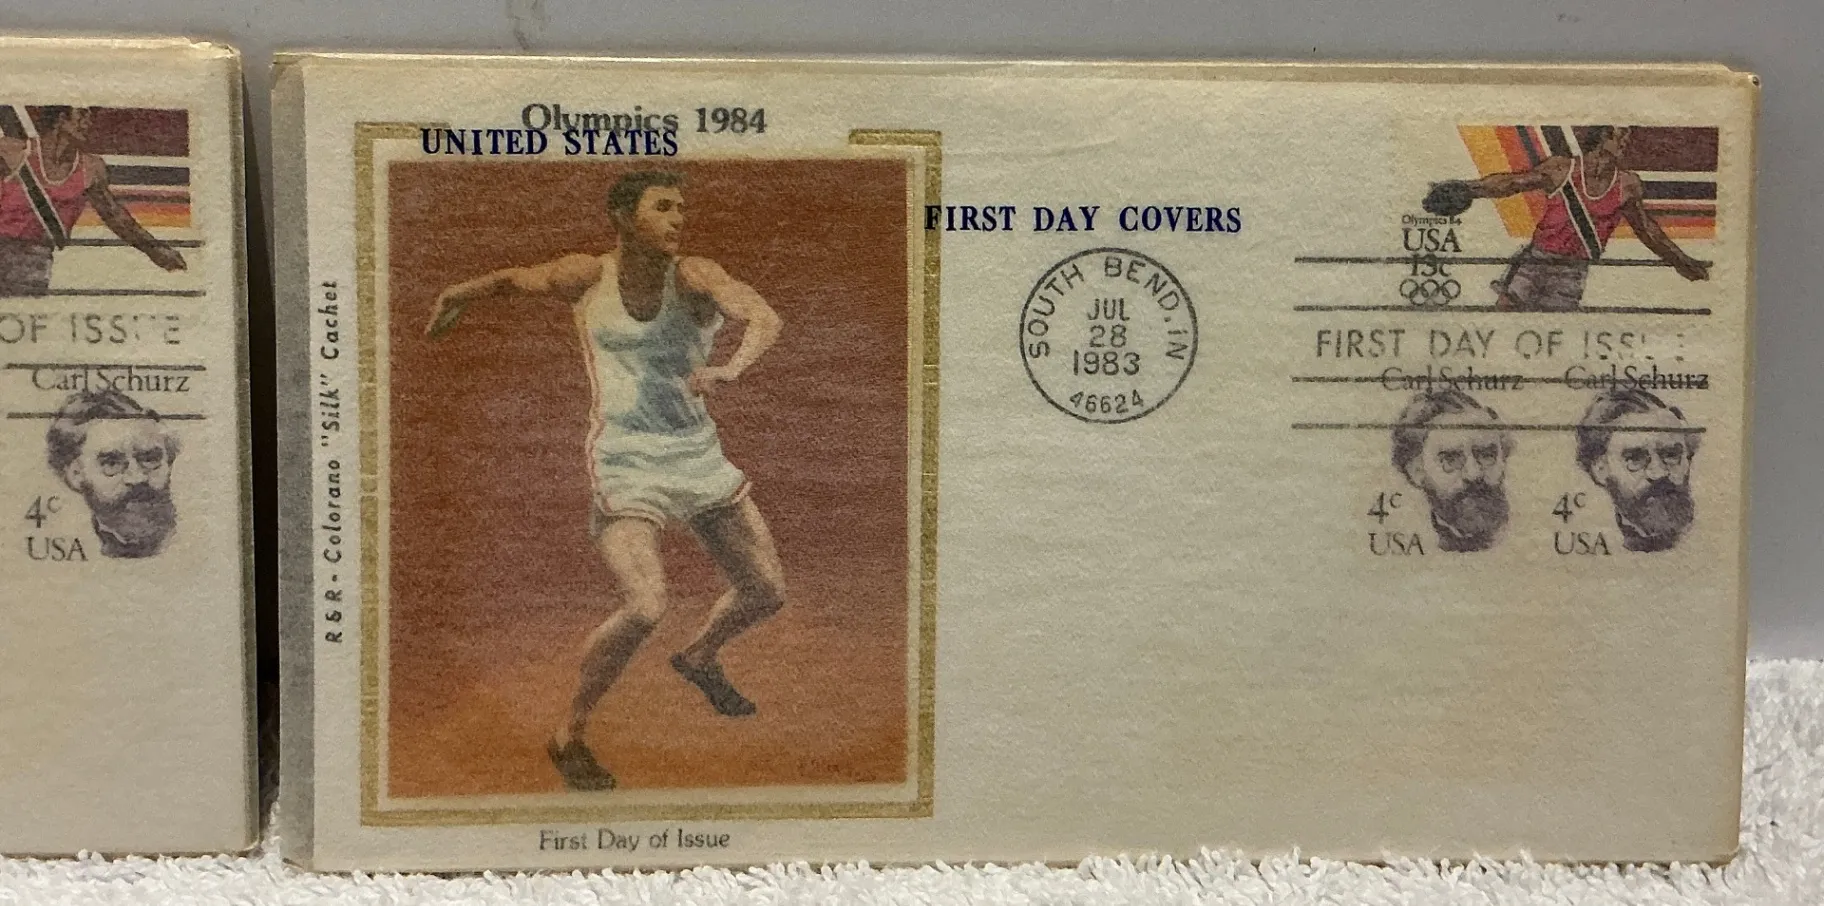 OF ISSUE
Carl Schurz
4c
USA
Olympics 1984
UNITED STATES
FIRST DAY COVERS
R & R - Colorano "Silk" Cachet
SOUTH BEND, IN
JUL
28
1983
46624
Olympics 84
USA
13c
FIRST DAY OF ISSUE
Carl Schurz Carl Schurz
4c 4c
USA USA
First Day of Issue